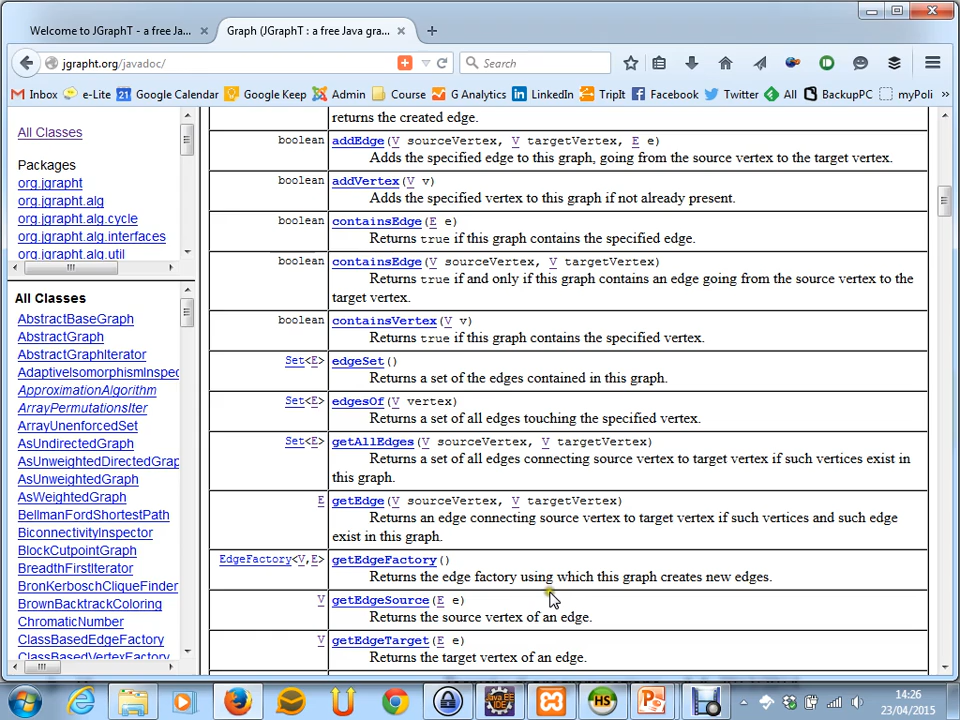 Welcome to JGraphT - a free Ja...
Graph (JGraphT : a free Java gra...
jgrapht.org/javadoc/
Search
Inbox
e-Lite
21 Google Calendar
Google Keep
Admin
Course
G Analytics
LinkedIn
TripIt
Facebook
Twitter
All
BackupPC
myPoli
»
All Classes
Packages
org.jgrapht
org.jgrapht.alg
org.jgrapht.alg.cycle
org.jgrapht.alg.interfaces
org.jgrapht.alg.util
All Classes
AbstractBaseGraph
AbstractGraph
AbstractGraphIterator
AdaptiveIsomorphismInspec
ApproximationAlgorithm
ArrayPermutationsIter
ArrayUnenforcedSet
AsUndirectedGraph
AsUnweightedDirectedGrap
AsUnweightedGraph
AsWeightedGraph
BellmanFordShortestPath
BiconnectivityInspector
BlockCutpointGraph
BreadthFirstIterator
BronKerboschCliqueFinder
BrownBacktrackColoring
ChromaticNumber
ClassBasedEdgeFactory
ClassBasedVertexFactory
returns the created edge.
boolean addEdge(V sourceVertex, V targetVertex, E e)
Adds the specified edge to this graph, going from the source vertex to the target vertex.
boolean addVertex(V v)
Adds the specified vertex to this graph if not already present.
boolean containsEdge(E e)
Returns true if this graph contains the specified edge.
boolean containsEdge(V sourceVertex, V targetVertex)
Returns true if and only if this graph contains an edge going from the source vertex to the
target vertex.
boolean containsVertex(V v)
Returns true if this graph contains the specified vertex.
Set<E> edgeSet()
Returns a set of the edges contained in this graph.
Set<E> edgesOf(V vertex)
Returns a set of all edges touching the specified vertex.
Set<E> getAllEdges(V sourceVertex, V targetVertex)
Returns a set of all edges connecting source vertex to target vertex if such vertices exist in
this graph.
E getEdge(V sourceVertex, V targetVertex)
Returns an edge connecting source vertex to target vertex if such vertices and such edge
exist in this graph.
EdgeFactory<V,E> getEdgeFactory()
Returns the edge factory using which this graph creates new edges.
V getEdgeSource(E e)
Returns the source vertex of an edge.
V getEdgeTarget(E e)
Returns the target vertex of an edge.
14:26
23/04/2015